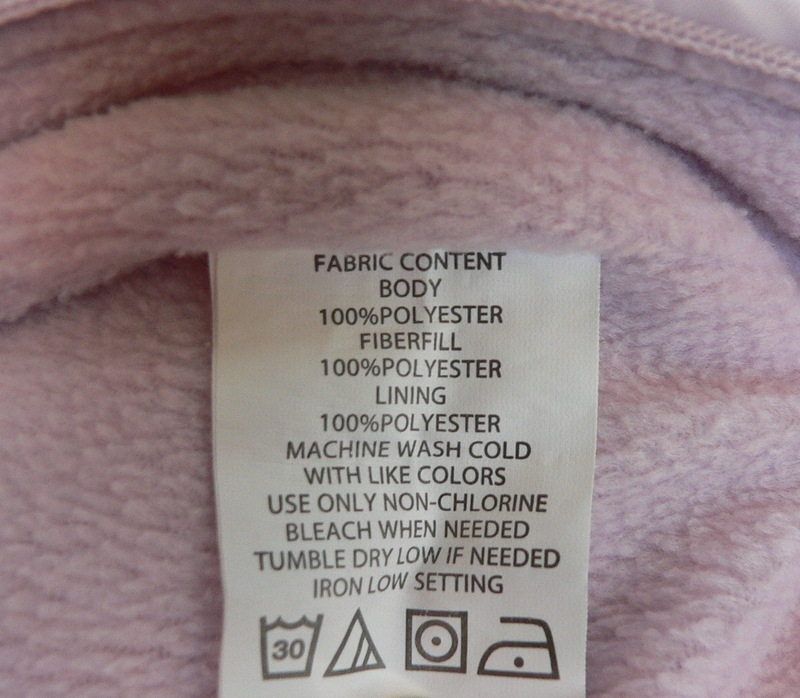 FABRIC CONTENT
BODY
100%POLYESTER
FIBERFILL
100%POLYESTER
LINING
100%POLYESTER
MACHINE WASH COLD
WITH LIKE COLORS
USE ONLY NON-CHLORINE
BLEACH WHEN NEEDED
TUMBLE DRY LOW IF NEEDED
IRON LOW SETTING
30